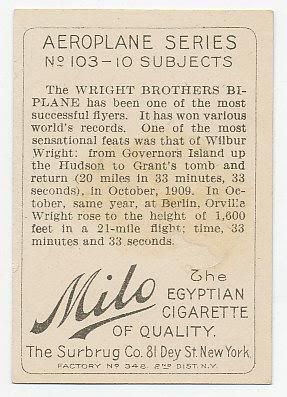 AEROPLANE SERIES
No 103-10 SUBJECTS
The WRIGHT BROTHERS BI-
PLANE has been one of the most
successful flyers. It has won various
world's records. One of the most
sensational feats was that of Wilbur
Wright: from Governors Island up
the Hudson to Grant's tomb and
return (20 miles in 33 minutes, 33
seconds), in October, 1909. In Oc-
tober, same year, at Berlin, Orville
Wright rose to the height of 1,600
feet in a 21-mile flight; time, 33
minutes and 33 seconds.
Milo
The
EGYPTIAN
CIGARETTE
OF QUALITY.
The Surbrug Co. 81 Dey St. New York.
FACTORY No 348. 2ND DIST. N.Y.